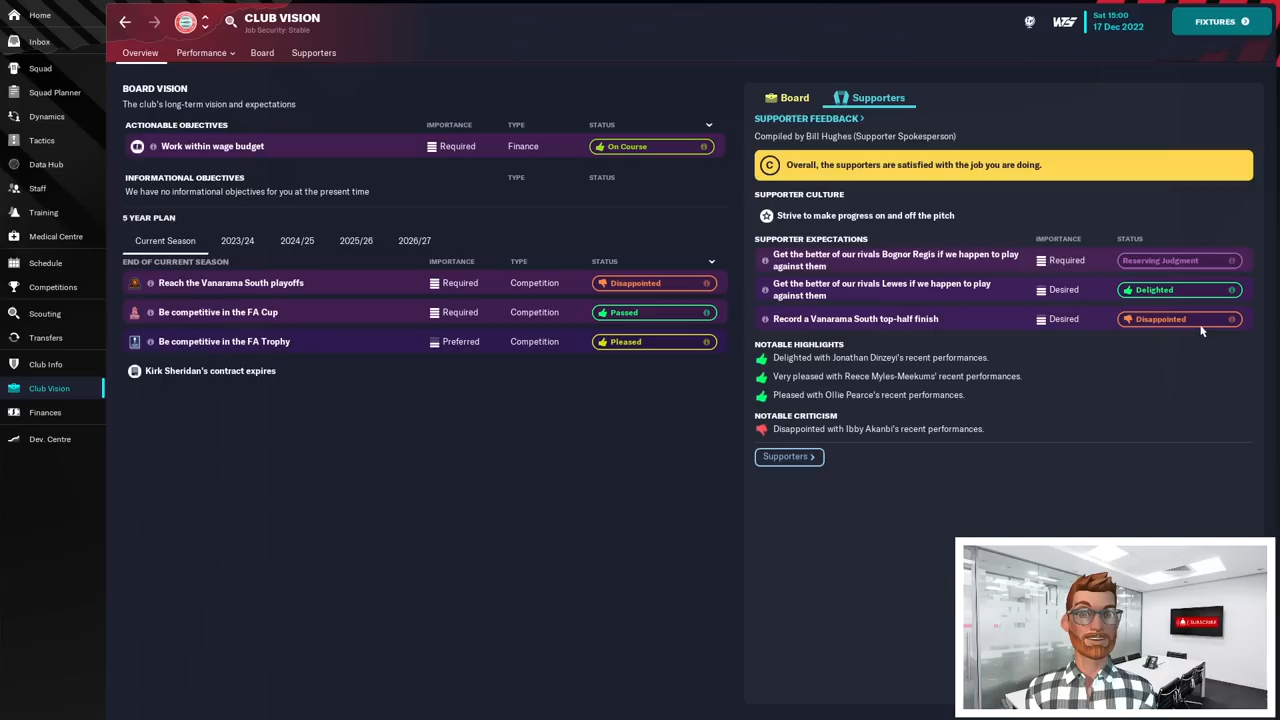 Home
Inbox
Squad
Squad Planner
Dynamics
Tactics
Data Hub
Staff
Training
Medical Centre
Schedule
Competitions
Scouting
Transfers
Club Info
Club Vision
Finances
Dev. Centre
CLUB VISION
Job Security: Stable
Sat 15:00
17 Dec 2022
FIXTURES
Overview Performance Board Supporters
BOARD VISION
The club's long-term vision and expectations
ACTIONABLE OBJECTIVES IMPORTANCE TYPE STATUS
Work within wage budget Required Finance On Course
INFORMATIONAL OBJECTIVES TYPE STATUS
We have no informational objectives for you at the present time
5 YEAR PLAN
Current Season 2023/24 2024/25 2025/26 2026/27
END OF CURRENT SEASON IMPORTANCE TYPE STATUS
Reach the Vanarama South playoffs Required Competition Disappointed
Be competitive in the FA Cup Required Competition Passed
Be competitive in the FA Trophy Preferred Competition Pleased
Kirk Sheridan's contract expires
Board Supporters
SUPPORTER FEEDBACK >
Compiled by Bill Hughes (Supporter Spokesperson)
C Overall, the supporters are satisfied with the job you are doing.
SUPPORTER CULTURE
Strive to make progress on and off the pitch
SUPPORTER EXPECTATIONS IMPORTANCE STATUS
Get the better of our rivals Bognor Regis if we happen to play
against them Required Reserving Judgment
Get the better of our rivals Lewes if we happen to play
against them Desired Delighted
Record a Vanarama South top-half finish Desired Disappointed
NOTABLE HIGHLIGHTS
Delighted with Jonathan Dinzeyi's recent performances.
Very pleased with Reece Myles-Meekums' recent performances.
Pleased with Ollie Pearce's recent performances.
NOTABLE CRITICISM
Disappointed with Ibby Akanbi's recent performances.
Supporters >
SUBSCRIBE